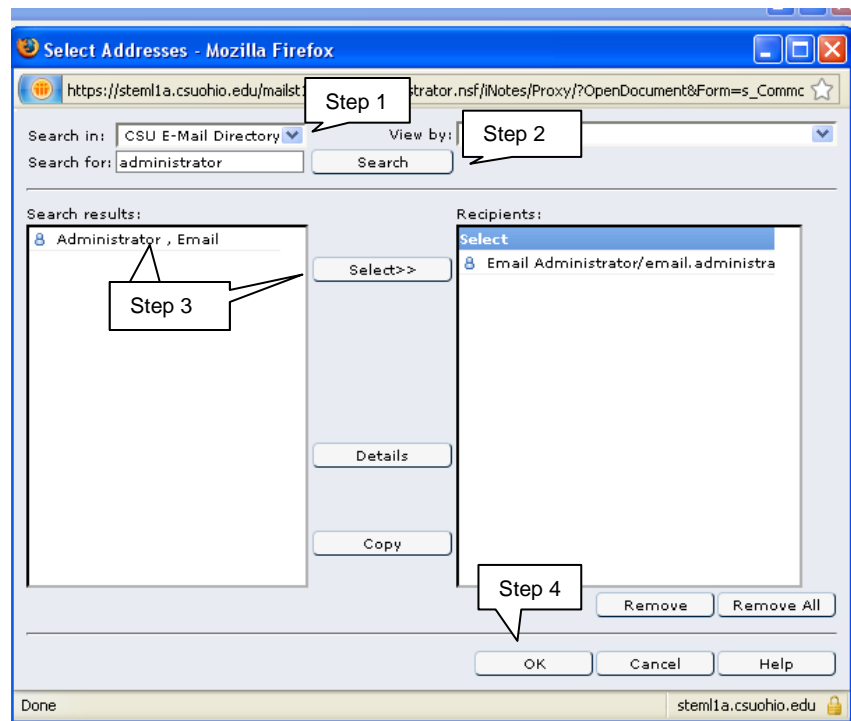 Select Addresses - Mozilla Firefox
https://steml1a.csuohio.edu/mailst
Step 1
strator.nsf/iNotes/Proxy/?OpenDocument&Form=s_Commc
Search in: CSU E-Mail Directory
View by:
Step 2
Search for: administrator
Search
Search results:
Recipients:
Administrator , Email
Select
Select>>
Email Administrator/email.administra
Step 3
Details
Copy
Step 4
Remove
Remove All
OK
Cancel
Help
Done
steml1a.csuohio.edu